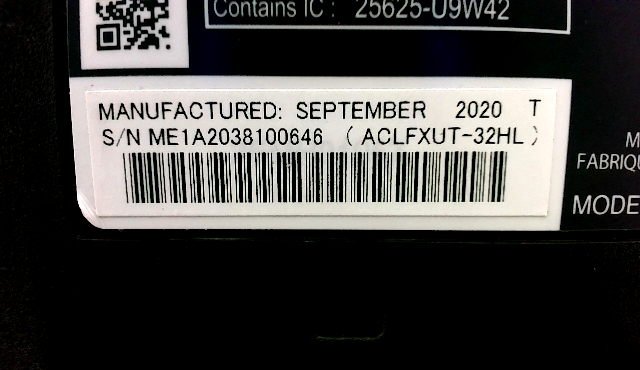 Contains IC : 25625-U9W42
MANUFACTURED: SEPTEMBER 2020 T
S/N ME1A2038100646 ( ACLFXUT-32HL )
M
FABRIQU
MODE